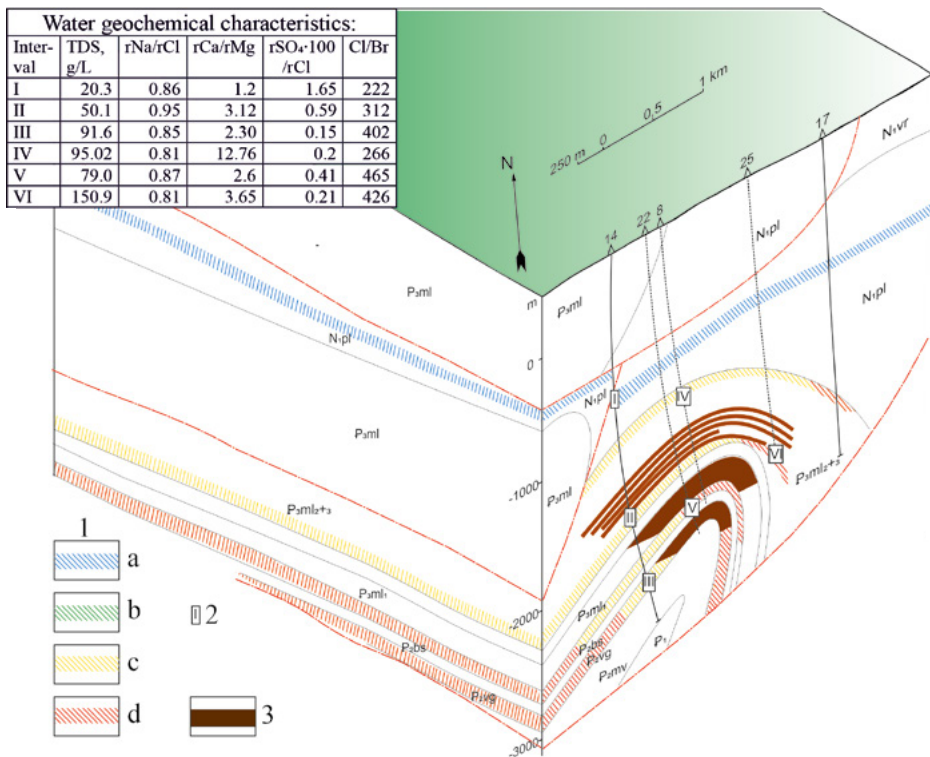 Water geochemical characteristics:
Inter-val TDS, g/L rNa/rCl rCa/rMg rSO₄·100/rCl Cl/Br
I 20.3 0.86 1.2 1.65 222
II 50.1 0.95 3.12 0.59 312
III 91.6 0.85 2.30 0.15 402
IV 95.02 0.81 12.76 0.2 266
V 79.0 0.87 2.6 0.41 465
VI 150.9 0.81 3.65 0.21 426
250 m 0 0,5 1 km
N
14 22 8 25 17
N₁vr
N₁pl
N₁pl
P₃ml
P₃ml
m
N₁pl
0
N₁pl
I
IV
P₃ml
VI
P₃ml₂+₃
P₃ml
-1000
II
V
P₃ml₂+₃
1
a
III
b
2
P₃ml₁
P₃ml₁
-2000
P₂bs
P₂bs
P₂vg
P₁
P₂mv
c
P₂vg
d
3
-3000